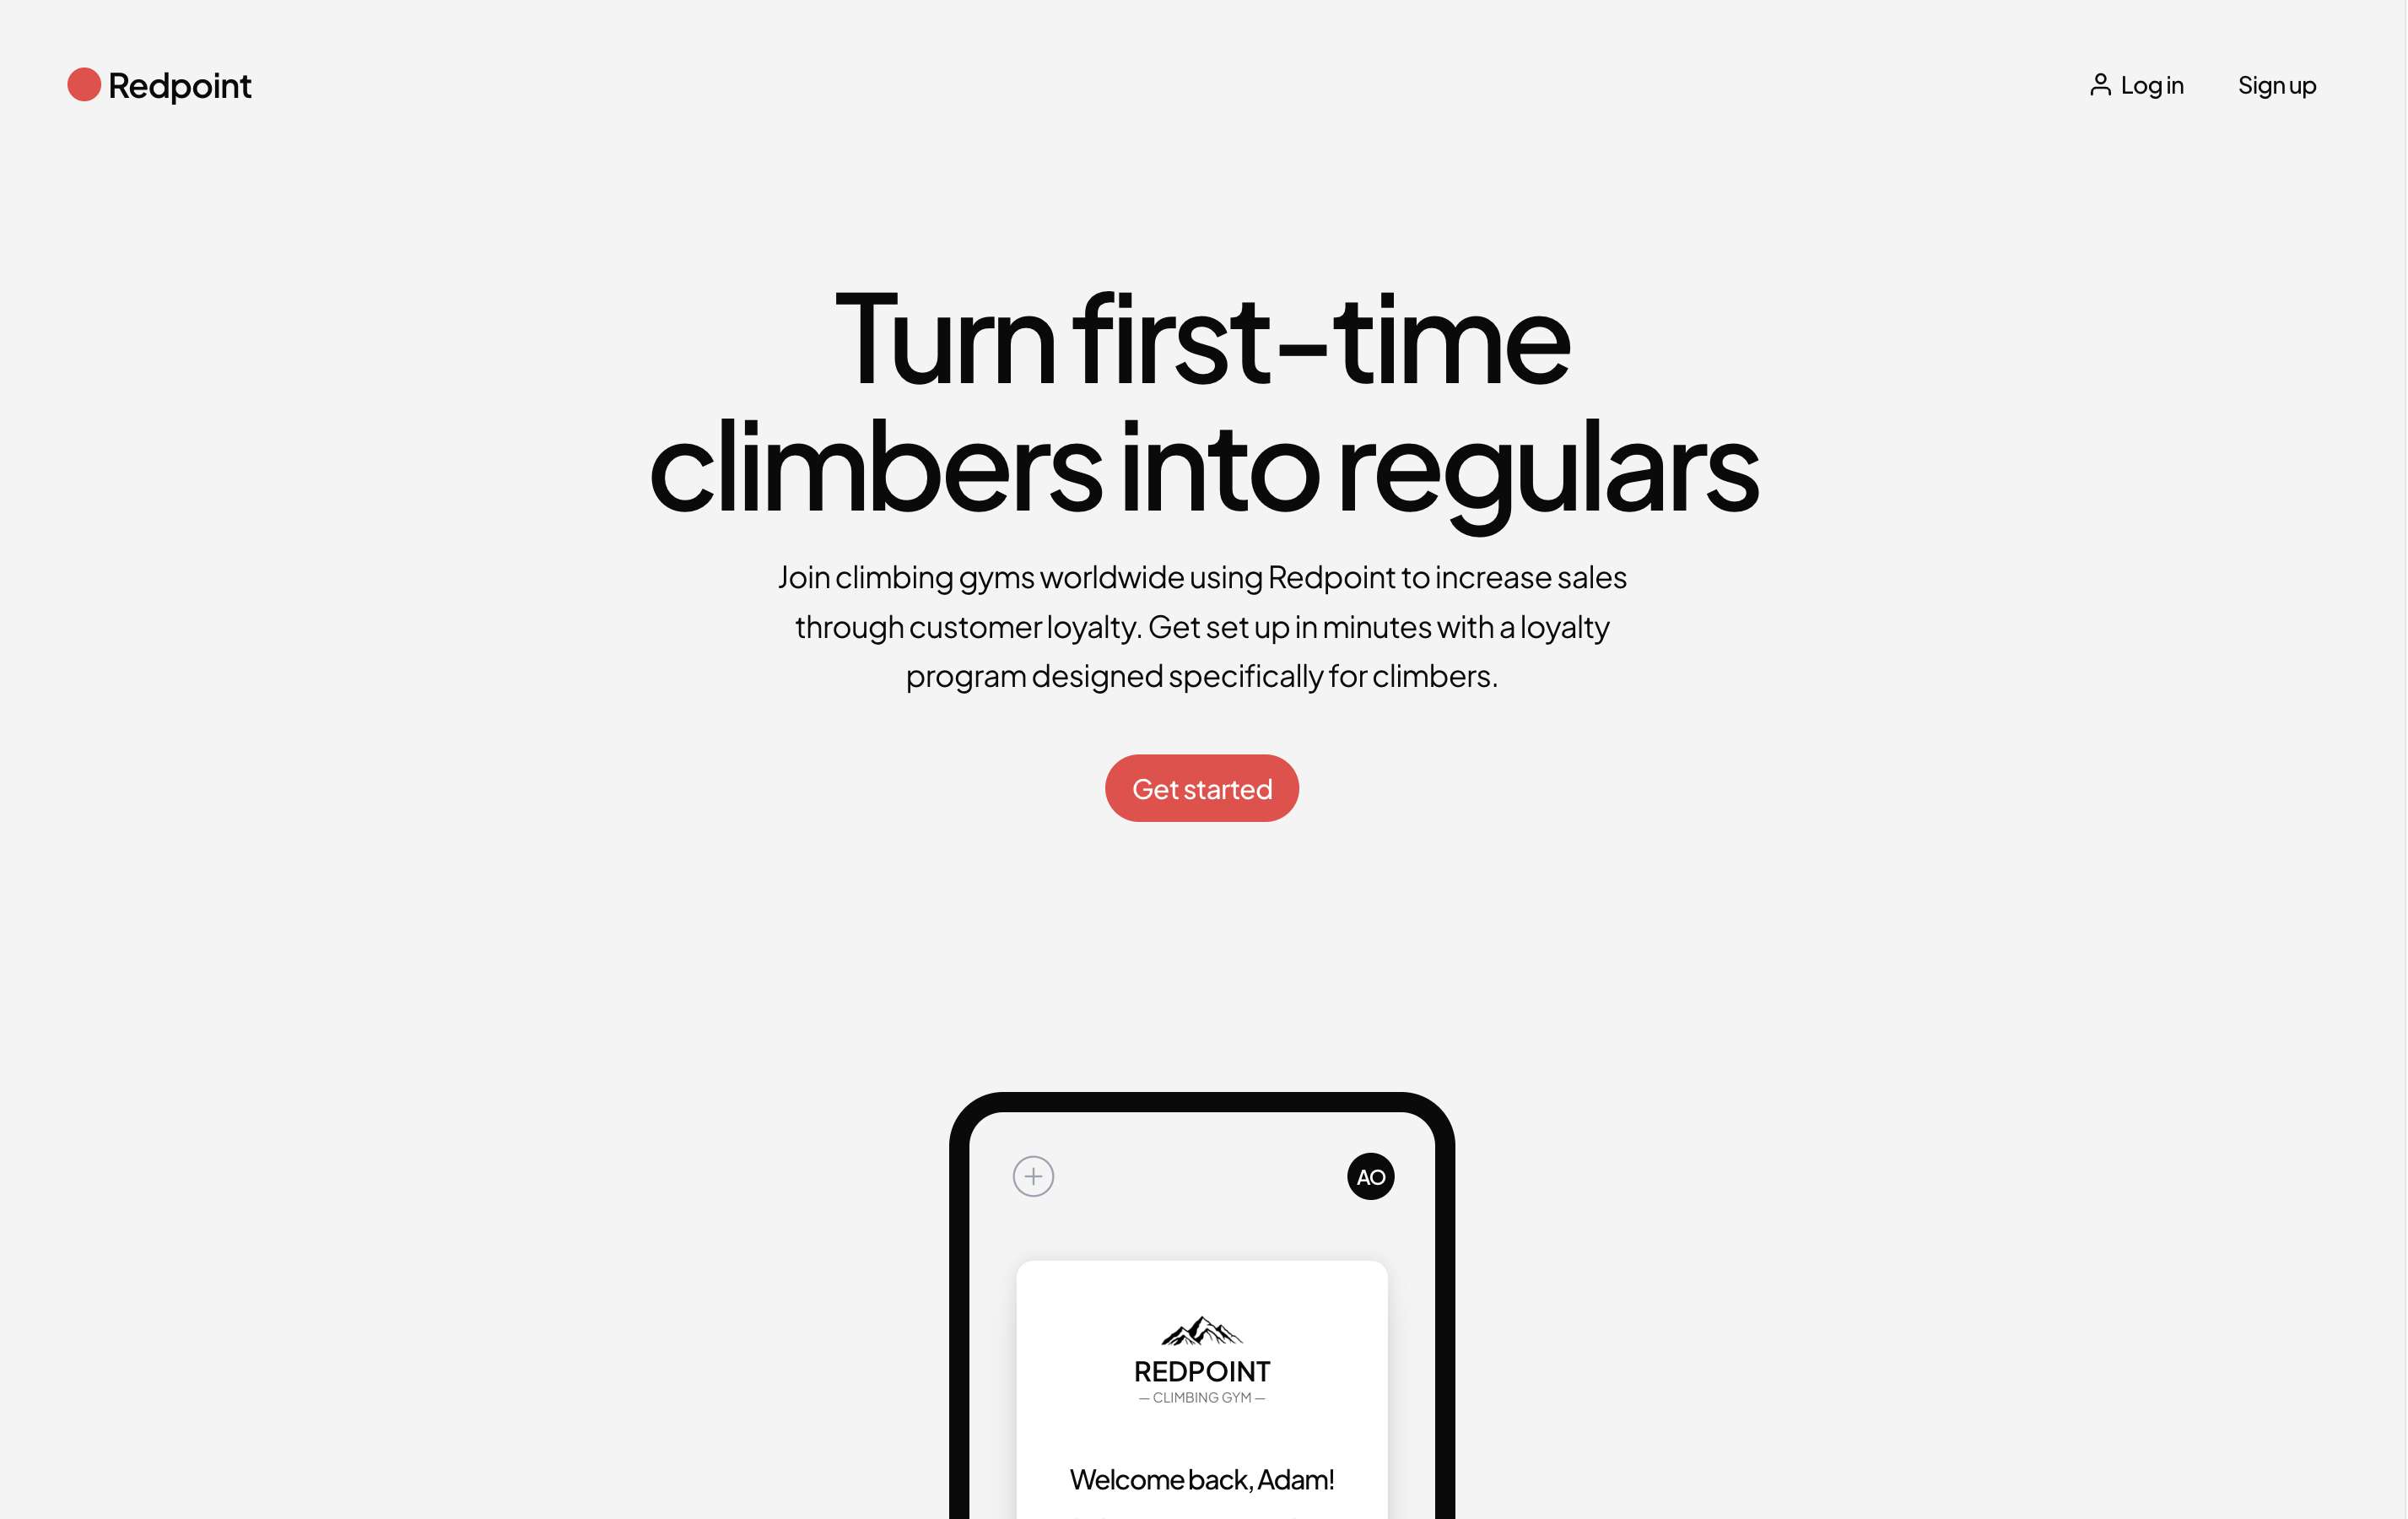 Redpoint
Log in
Sign up
Turn first-time
climbers into regulars
Join climbing gyms worldwide using Redpoint to increase sales
through customer loyalty. Get set up in minutes with a loyalty
program designed specifically for climbers.
Get started
AO
REDPOINT
— CLIMBING GYM —
Welcome back, Adam!